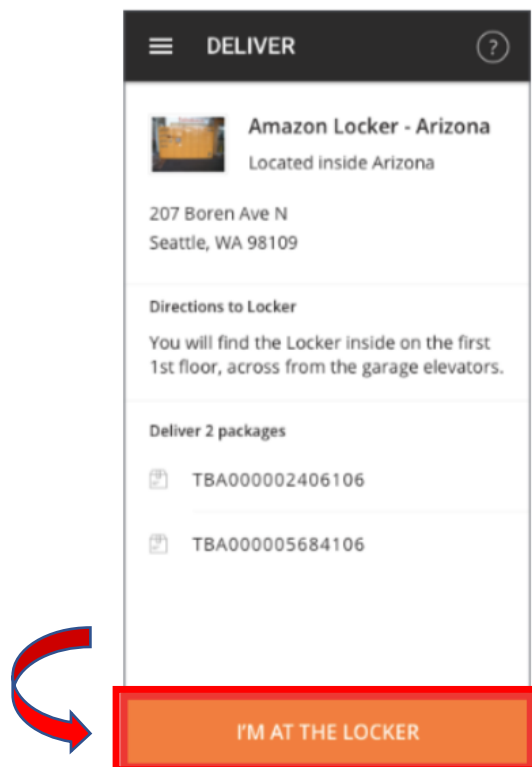 DELIVER
?
Amazon Locker - Arizona
Located inside Arizona
207 Boren Ave N
Seattle, WA 98109
Directions to Locker
You will find the Locker inside on the first
1st floor, across from the garage elevators.
Deliver 2 packages
TBA000002406106
TBA000005684106
I'M AT THE LOCKER